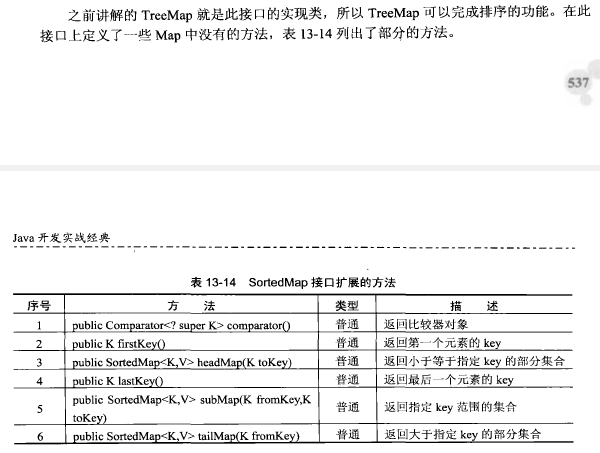 之前讲解的 TreeMap 就是此接口的实现类，所以 TreeMap 可以完成排序的功能。在此
接口上定义了一些 Map 中没有的方法，表 13-14 列出了部分的方法。
537
Java 开发实战经典
表 13-14 SortedMap 接口扩展的方法
序号 方 法 类型 描 述
1 public Comparator<? super K> comparator() 普通 返回比较器对象
2 public K firstKey() 普通 返回第一个元素的 key
3 public SortedMap<K,V> headMap(K toKey) 普通 返回小于等于指定 key 的部分集合
4 public K lastKey() 普通 返回最后一个元素的 key
5 public SortedMap<K,V> subMap(K fromKey,K
toKey) 普通 返回指定 key 范围的集合
6 public SortedMap<K,V> tailMap(K fromKey) 普通 返回大于指定 key 的部分集合